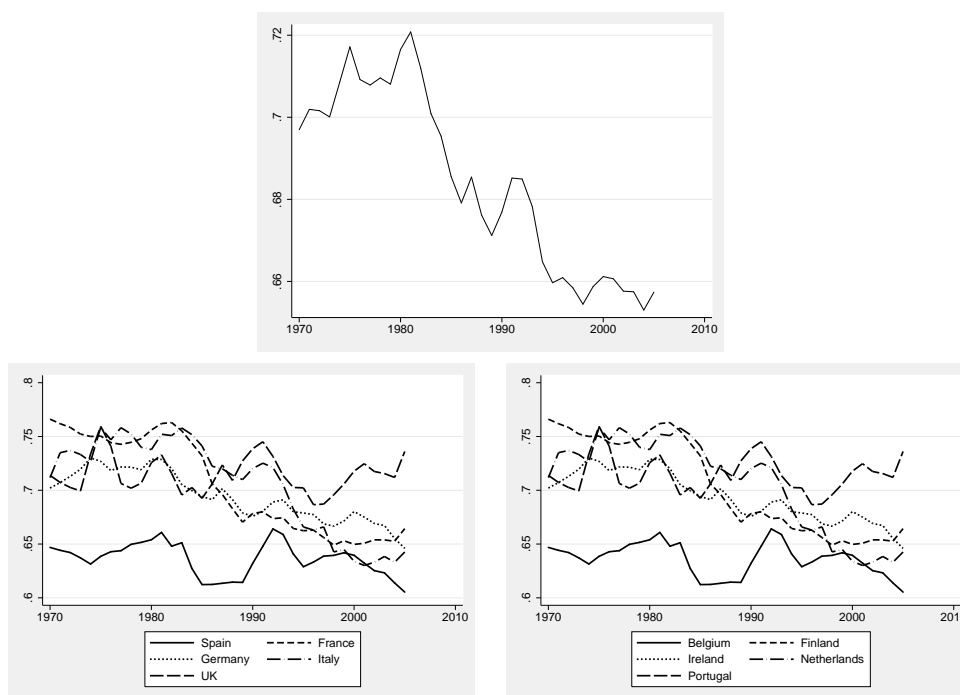 .72
.7
.68
.66
1970 1980 1990 2000 2010
.8
.75
.7
.65
.6
1970 1980 1990 2000 2010
Spain France
Germany Italy
UK
.8
.75
.7
.65
.6
1970 1980 1990 2000 2010
Belgium Finland
Ireland Netherlands
Portugal